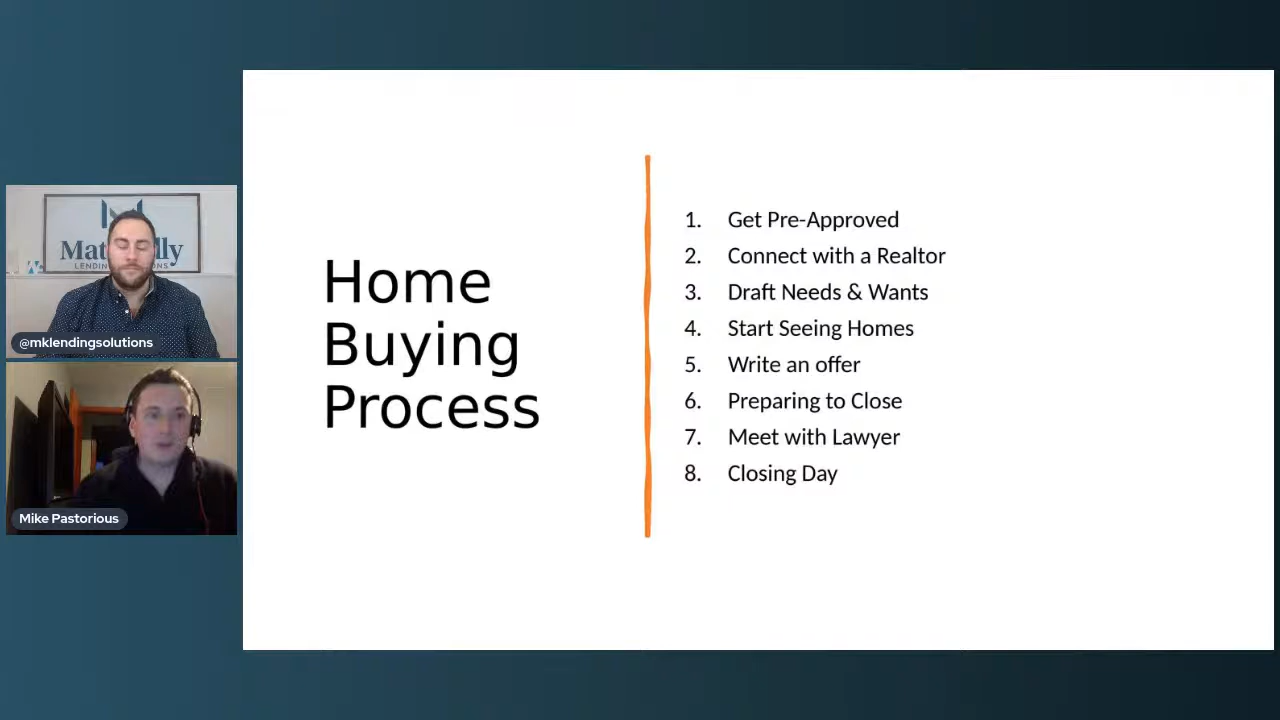 LENDING
@mklendingsolutions
Mike Pastorious
Home
Buying
Process
1. Get Pre-Approved
2. Connect with a Realtor
3. Draft Needs & Wants
4. Start Seeing Homes
5. Write an offer
6. Preparing to Close
7. Meet with Lawyer
8. Closing Day